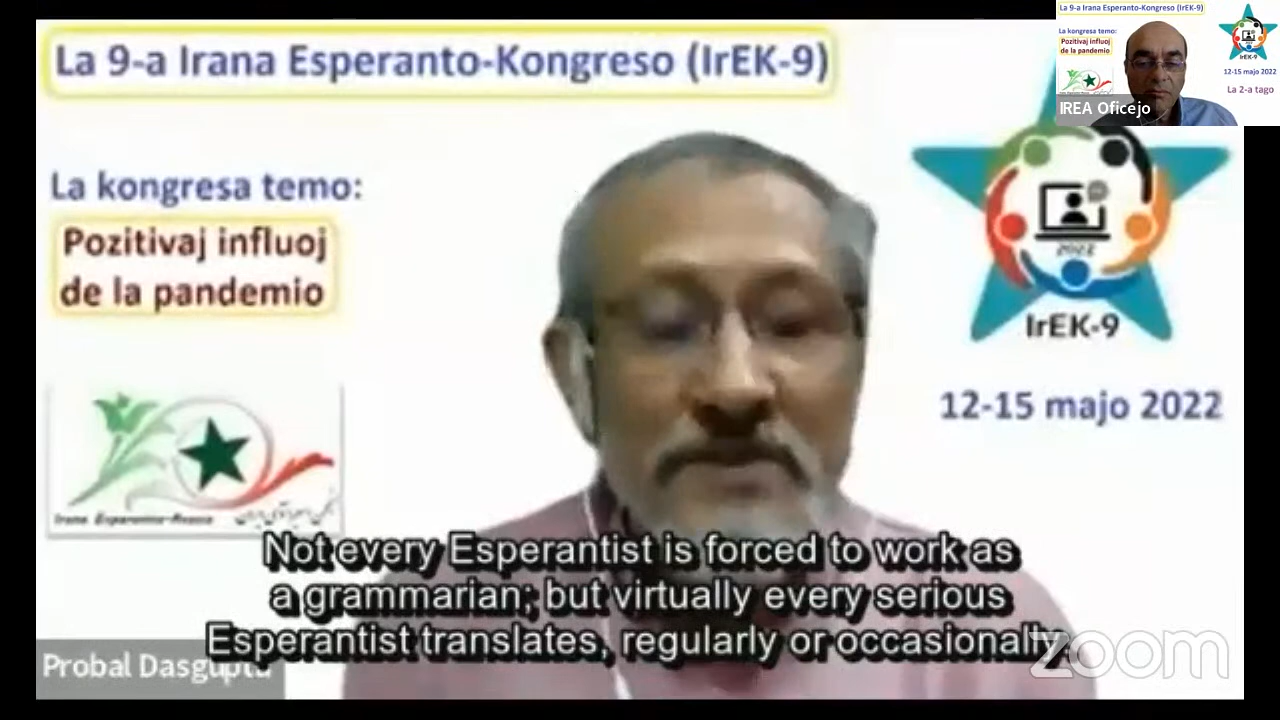 La 9-a Irana Esperanto-Kongreso (IrEK-9)
La kongresa temo:
Pozitivaj influoj
de la pandemio
2022
IrEK-9
12-15 majo 2022
Irana Esperanto-Asocio
La 9-a Irana Esperanto-Kongreso (IrEK-9)
La kongresa temo:
Pozitivaj influoj
de la pandemio
IrEK-9
12-15 majo 2022
La 2-a tago
IREA Oficejo
Not every Esperantist is forced to work as
a grammarian; but virtually every serious
Esperantist translates, regularly or occasionally.
Probal Dasgupta
zoom